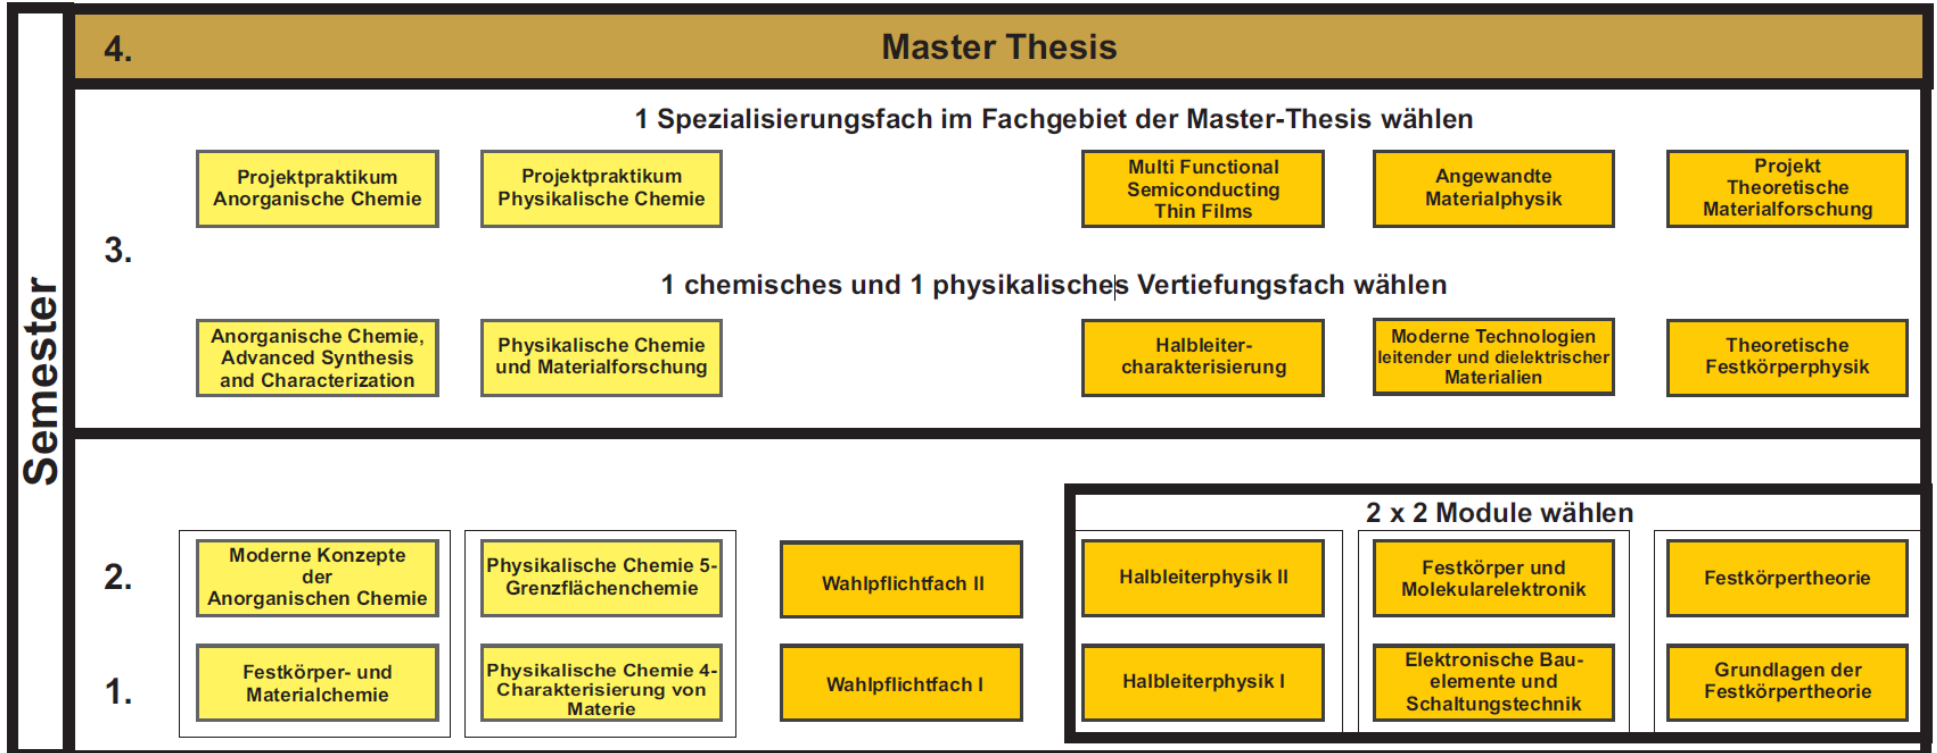 Semester
4.
Master Thesis
3.
1 Spezialisierungsfach im Fachgebiet der Master-Thesis wählen
Projektpraktikum
Anorganische Chemie
Projektpraktikum
Physikalische Chemie
Multi Functional
Semiconducting
Thin Films
Angewandte
Materialphysik
Projekt
Theoretische
Materialforschung
1 chemisches und 1 physikalisches Vertiefungsfach wählen
Anorganische Chemie,
Advanced Synthesis
and Characterization
Physikalische Chemie
und Materialforschung
Halbleiter-
charakterisierung
Moderne Technologien
leitender und dielektrischer
Materialien
Theoretische
Festkörperphysik
2 x 2 Module wählen
2.
Moderne Konzepte
der
Anorganischen Chemie
Physikalische Chemie 5-
Grenzflächenchemie
Wahlpflichtfach II
Halbleiterphysik II
Festkörper und
Molekularelektronik
Festkörpertheorie
1.
Festkörper- und
Materialchemie
Physikalische Chemie 4-
Charakterisierung von
Materie
Wahlpflichtfach I
Halbleiterphysik I
Elektronische Bau-
elemente und
Schaltungstechnik
Grundlagen der
Festkörpertheorie